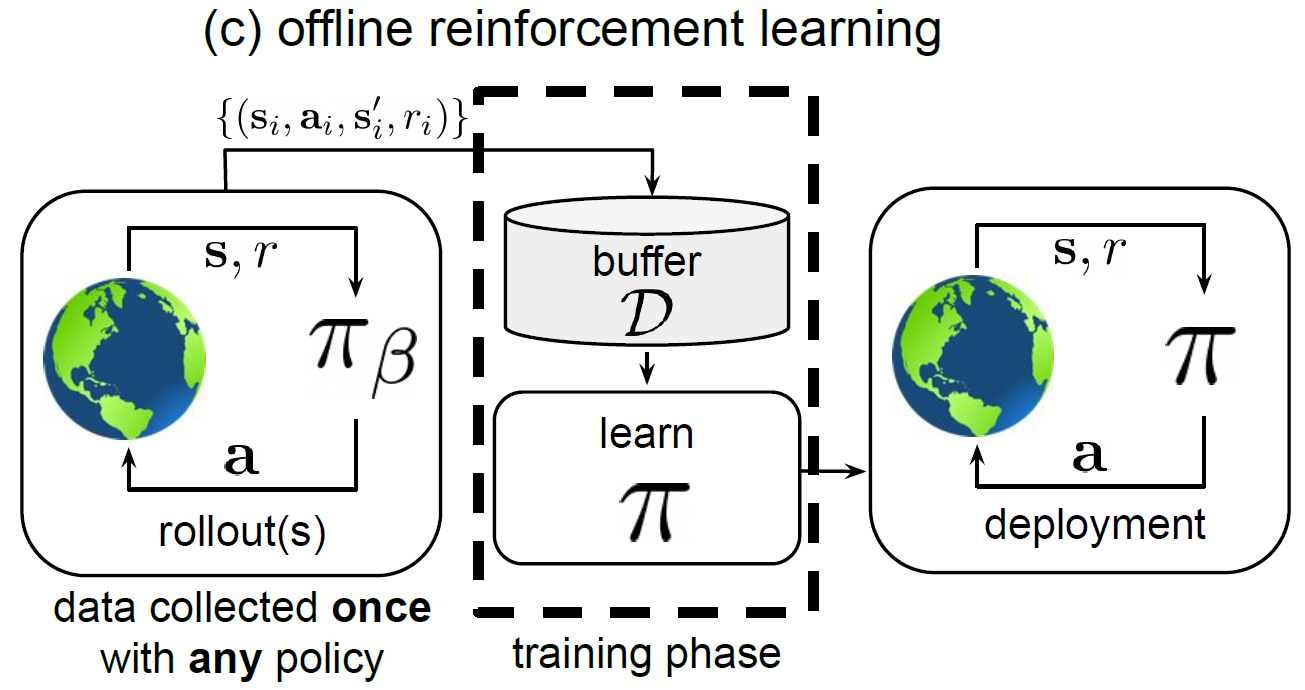 (c) offline reinforcement learning
{(s_i, a_i, s′_i, r_i)}
s, r
π_β
a
rollout(s)
data collected once
with any policy
buffer
𝒟
learn
π
training phase
s, r
π
a
deployment